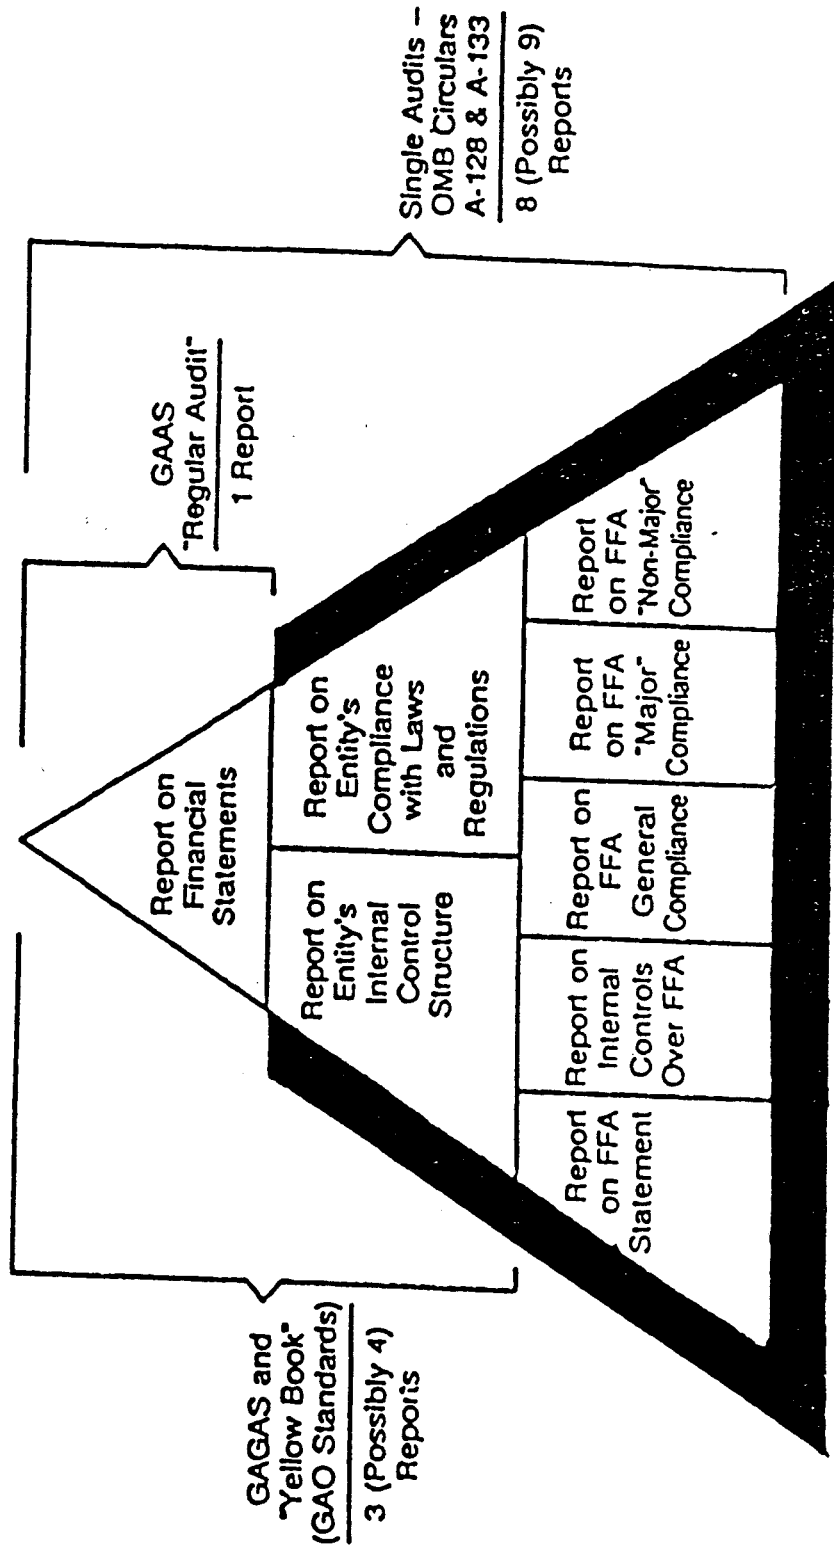 GAAS
"Regular Audit"
1 Report
Single Audits –
OMB Circulars
A-128 & A-133
8 (Possibly 9)
Reports
GAGAS and
"Yellow Book"
(GAO Standards)
3 (Possibly 4)
Reports
Report on
Financial
Statements
Report on
Entity's
Internal
Control
Structure
Report on
Entity's
Compliance
with Laws
and
Regulations
Report
on FFA
Statement
Report on
Internal
Controls
Over FFA
Report on
FFA
General
Compliance
Report
on FFA
"Major"
Compliance
Report
on FFA
"Non-Major"
Compliance